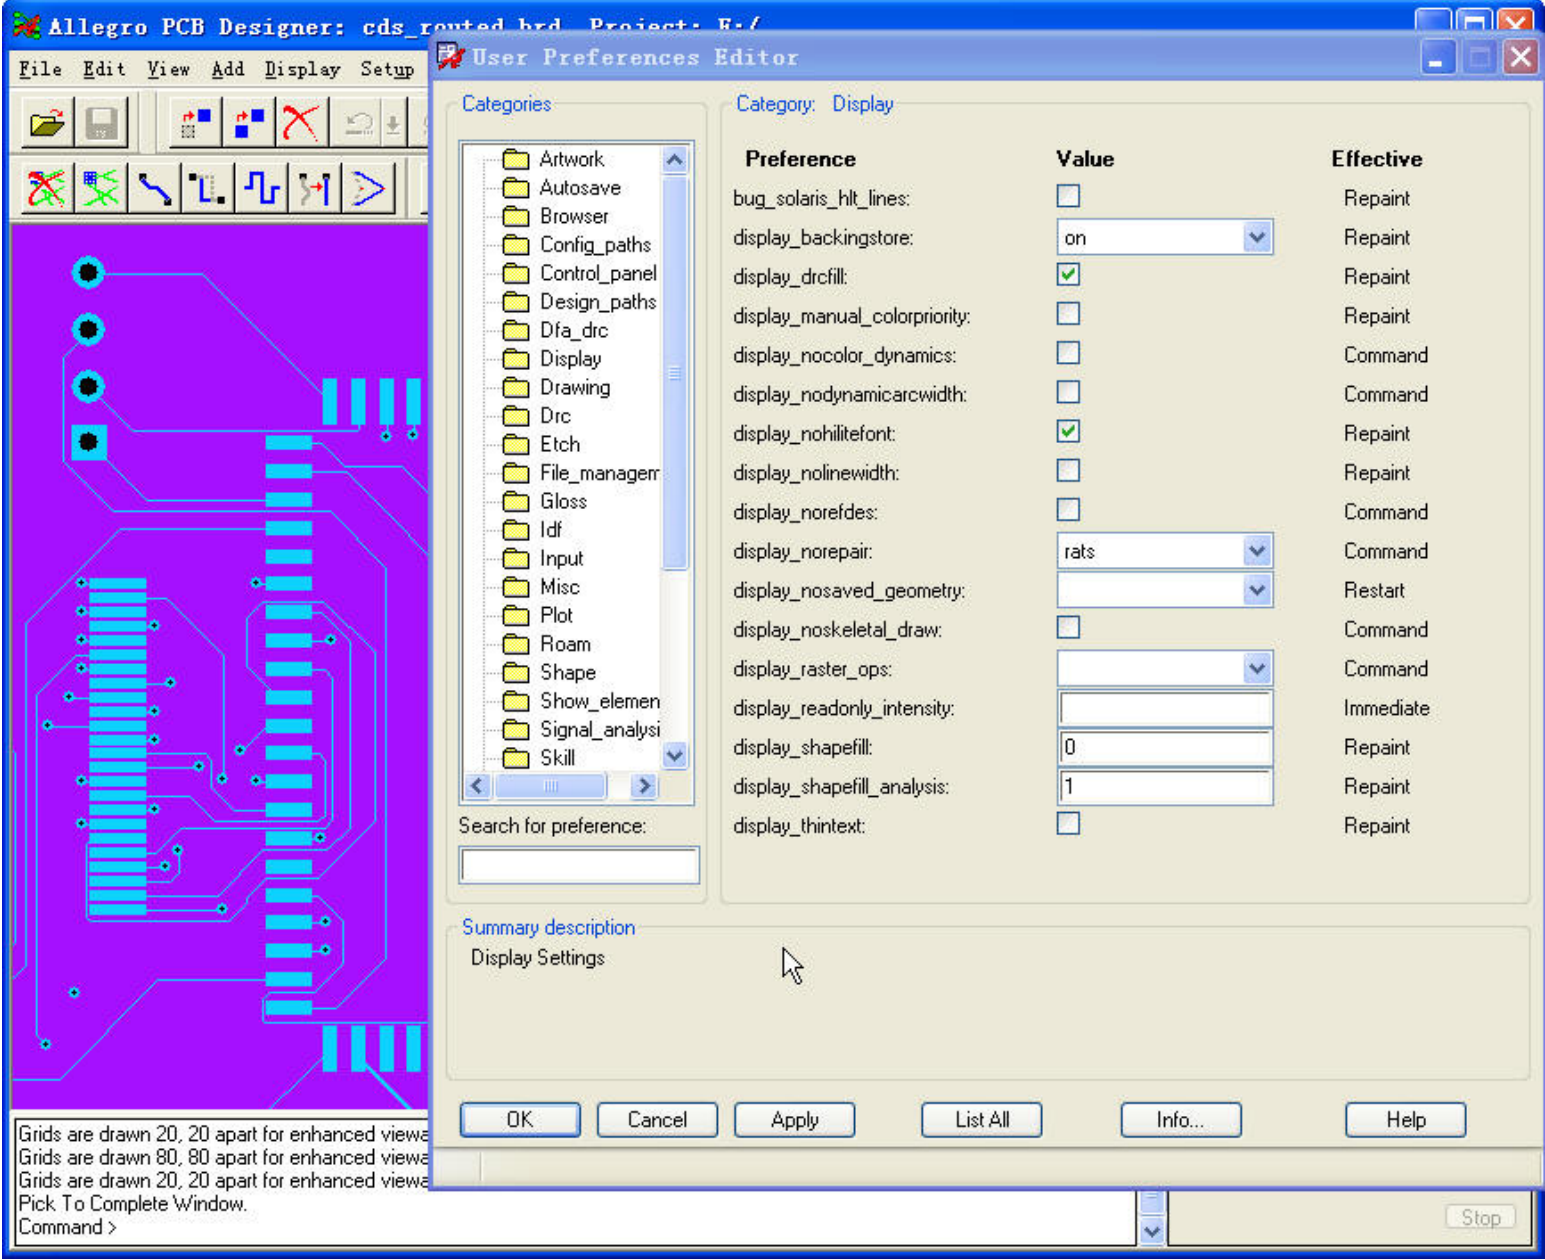 Allegro PCB Designer: cds_routed.brd Project: E:/
User Preferences Editor
File Edit View Add Display Setup
Categories
Artwork
Autosave
Browser
Config_paths
Control_panel
Design_paths
Dfa_drc
Display
Drawing
Drc
Etch
File_managem
Gloss
Idf
Input
Misc
Plot
Roam
Shape
Show_elemen
Signal_analysi
Skill
Search for preference:
Category: Display
Preference Value Effective
bug_solaris_hlt_lines: Repaint
display_backingstore: on Repaint
display_drcfill: Repaint
display_manual_colorpriority: Repaint
display_nocolor_dynamics: Command
display_nodynamicarcwidth: Command
display_nohilitefont: Repaint
display_nolinewidth: Repaint
display_norefdes: Command
display_norepair: rats Command
display_nosaved_geometry: Restart
display_noskeletal_draw: Command
display_raster_ops: Command
display_readonly_intensity: Immediate
display_shapefill: 0 Repaint
display_shapefill_analysis: 1 Repaint
display_thintext: Repaint
Summary description
Display Settings
OK Cancel Apply List All Info... Help
Grids are drawn 20, 20 apart for enhanced viewa
Grids are drawn 80, 80 apart for enhanced viewa
Grids are drawn 20, 20 apart for enhanced viewa
Pick To Complete Window.
Command >
Stop